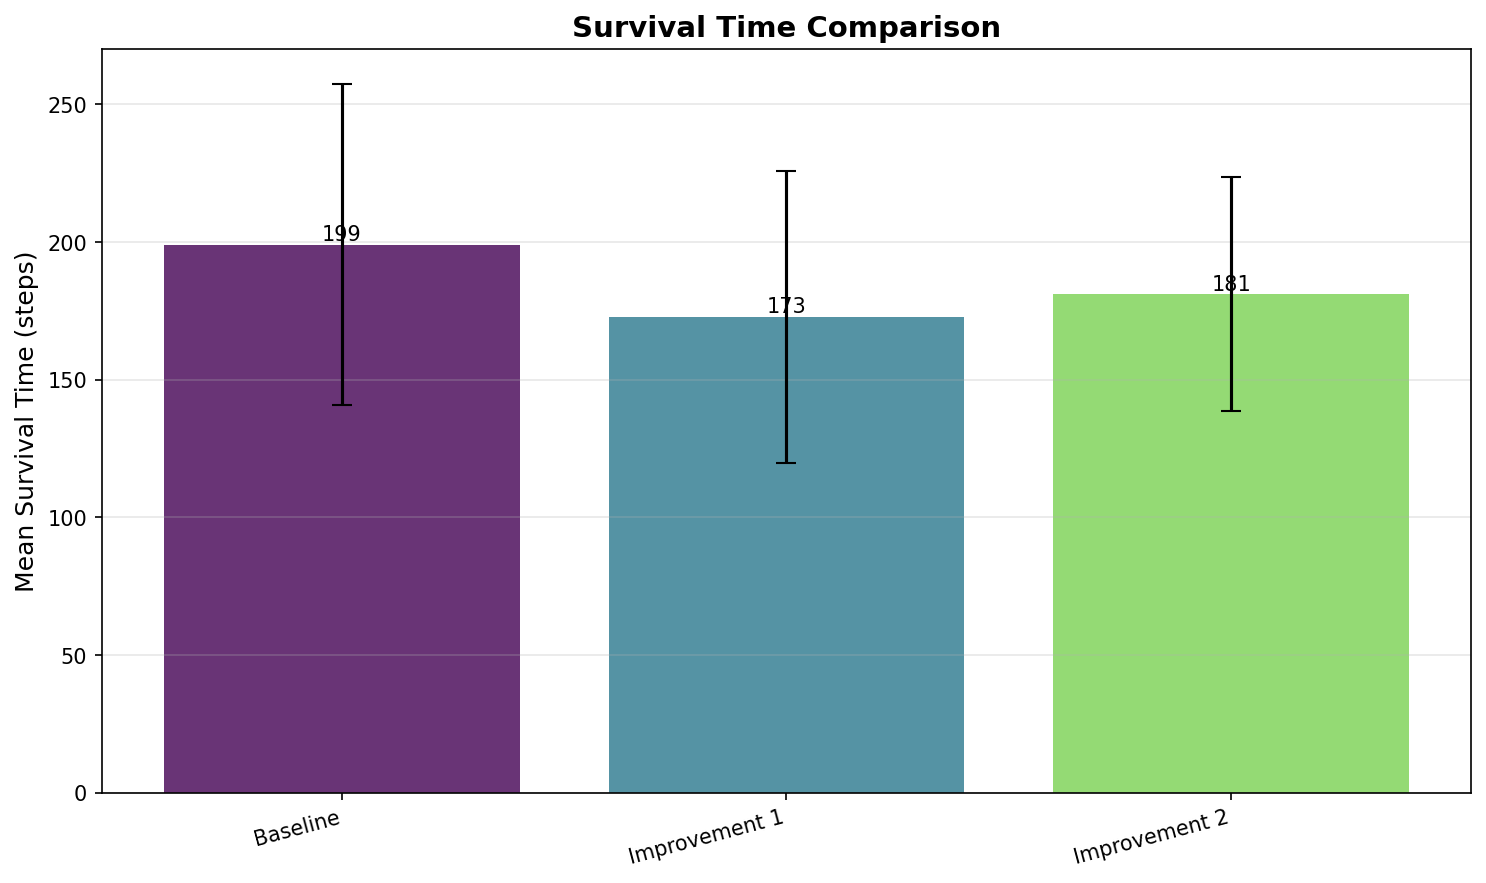 Survival Time Comparison
Mean Survival Time (steps)
250
200
150
100
50
0
199
173
181
Baseline
Improvement 1
Improvement 2